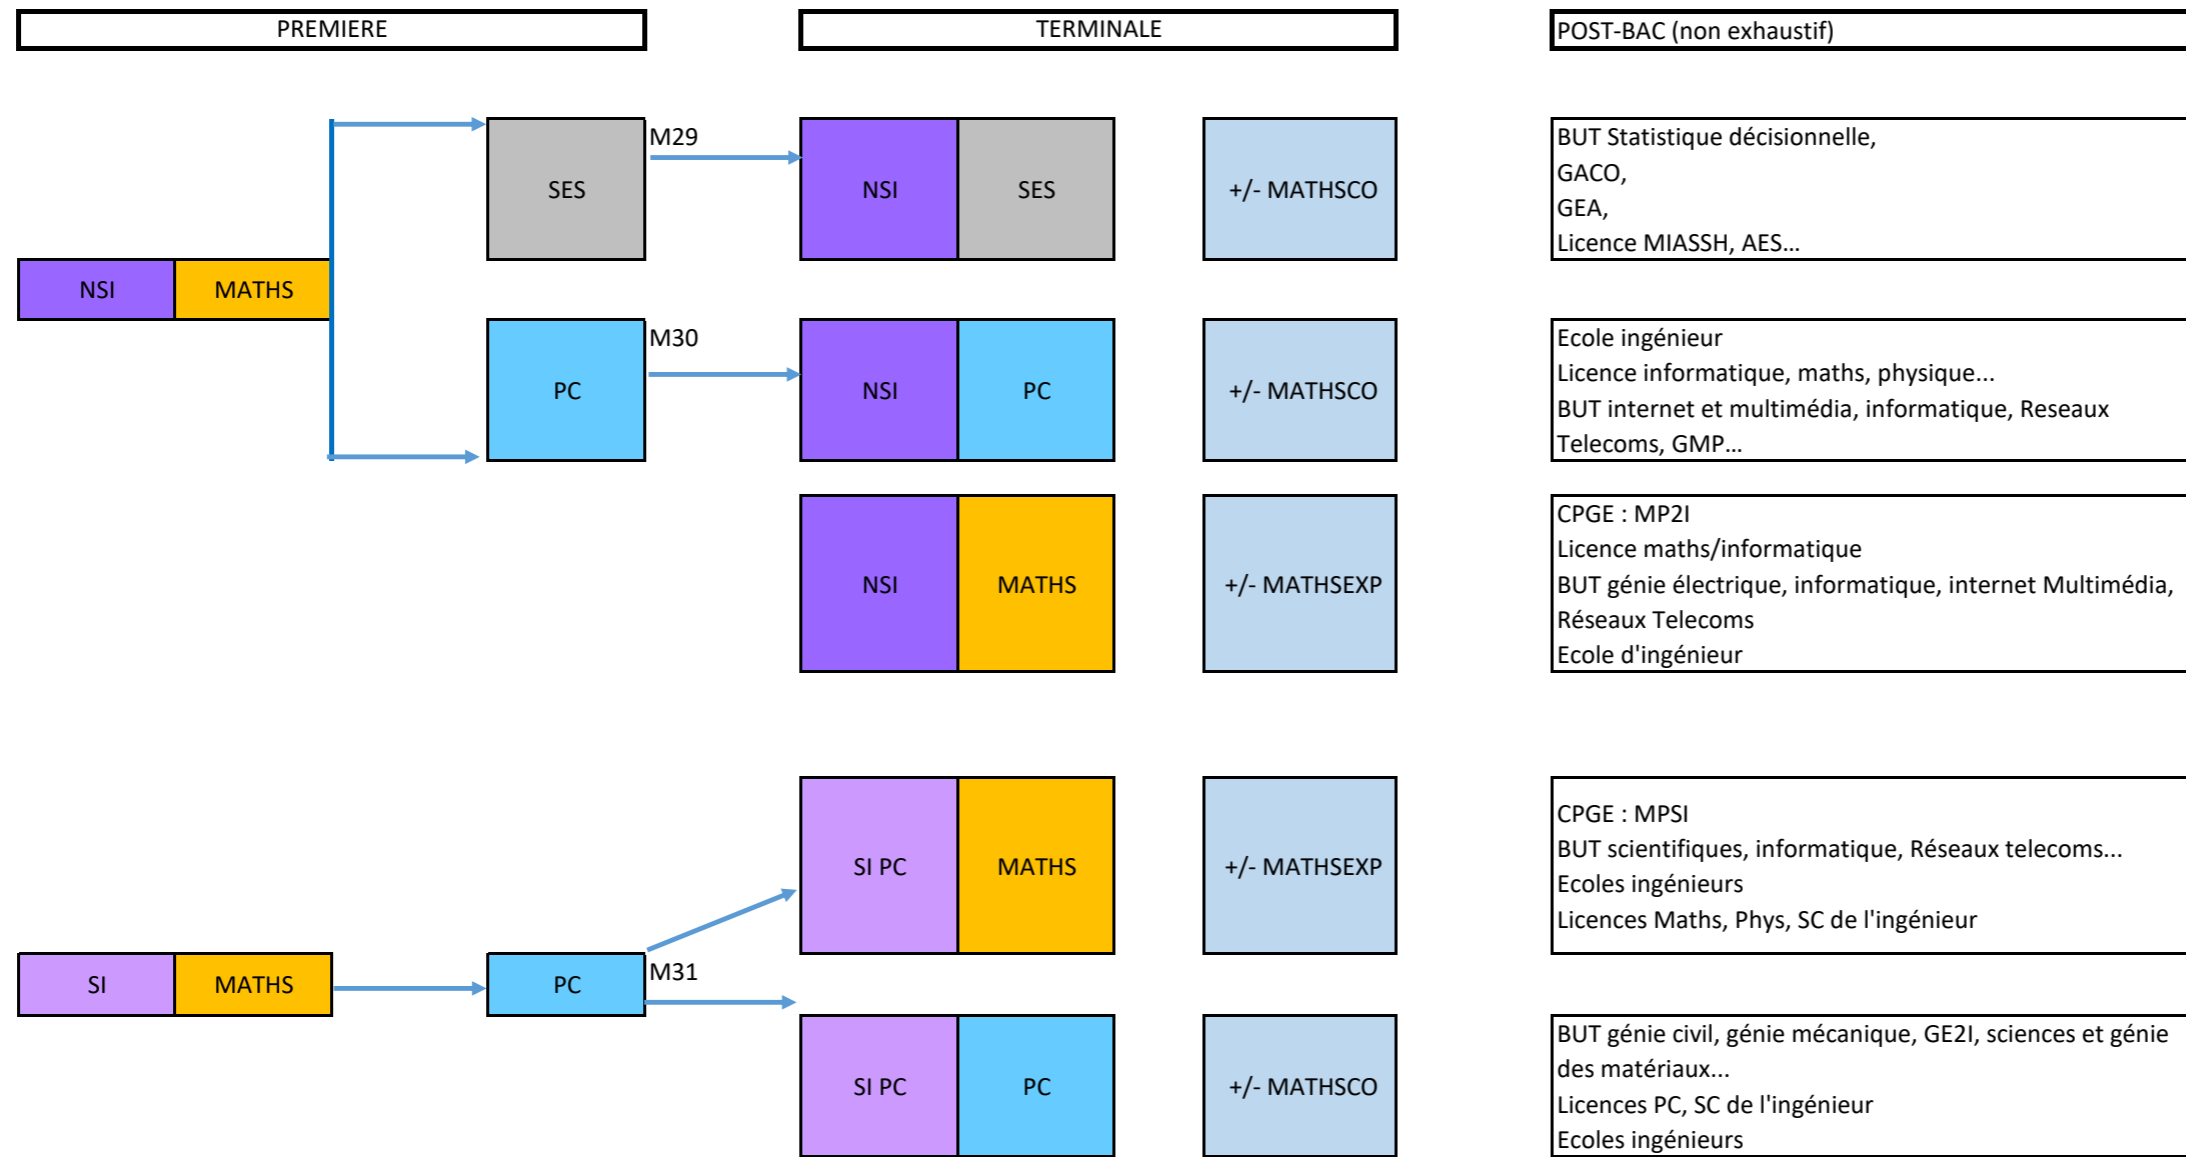 PREMIERE
TERMINALE
POST-BAC (non exhaustif)
SES
M29
NSI
SES
+/- MATHSCO
BUT Statistique décisionnelle,
GACO,
GEA,
Licence MIASSH, AES...
NSI
MATHS
PC
M30
NSI
PC
+/- MATHSCO
Ecole ingénieur
Licence informatique, maths, physique...
BUT internet et multimédia, informatique, Reseaux
Telecoms, GMP...
NSI
MATHS
+/- MATHSEXP
CPGE : MP2I
Licence maths/informatique
BUT génie électrique, informatique, internet Multimédia,
Réseaux Telecoms
Ecole d'ingénieur
SI PC
MATHS
+/- MATHSEXP
CPGE : MPSI
BUT scientifiques, informatique, Réseaux telecoms...
Ecoles ingénieurs
Licences Maths, Phys, SC de l'ingénieur
SI
MATHS
PC
M31
SI PC
PC
+/- MATHSCO
BUT génie civil, génie mécanique, GE2I, sciences et génie
des matériaux...
Licences PC, SC de l'ingénieur
Ecoles ingénieurs